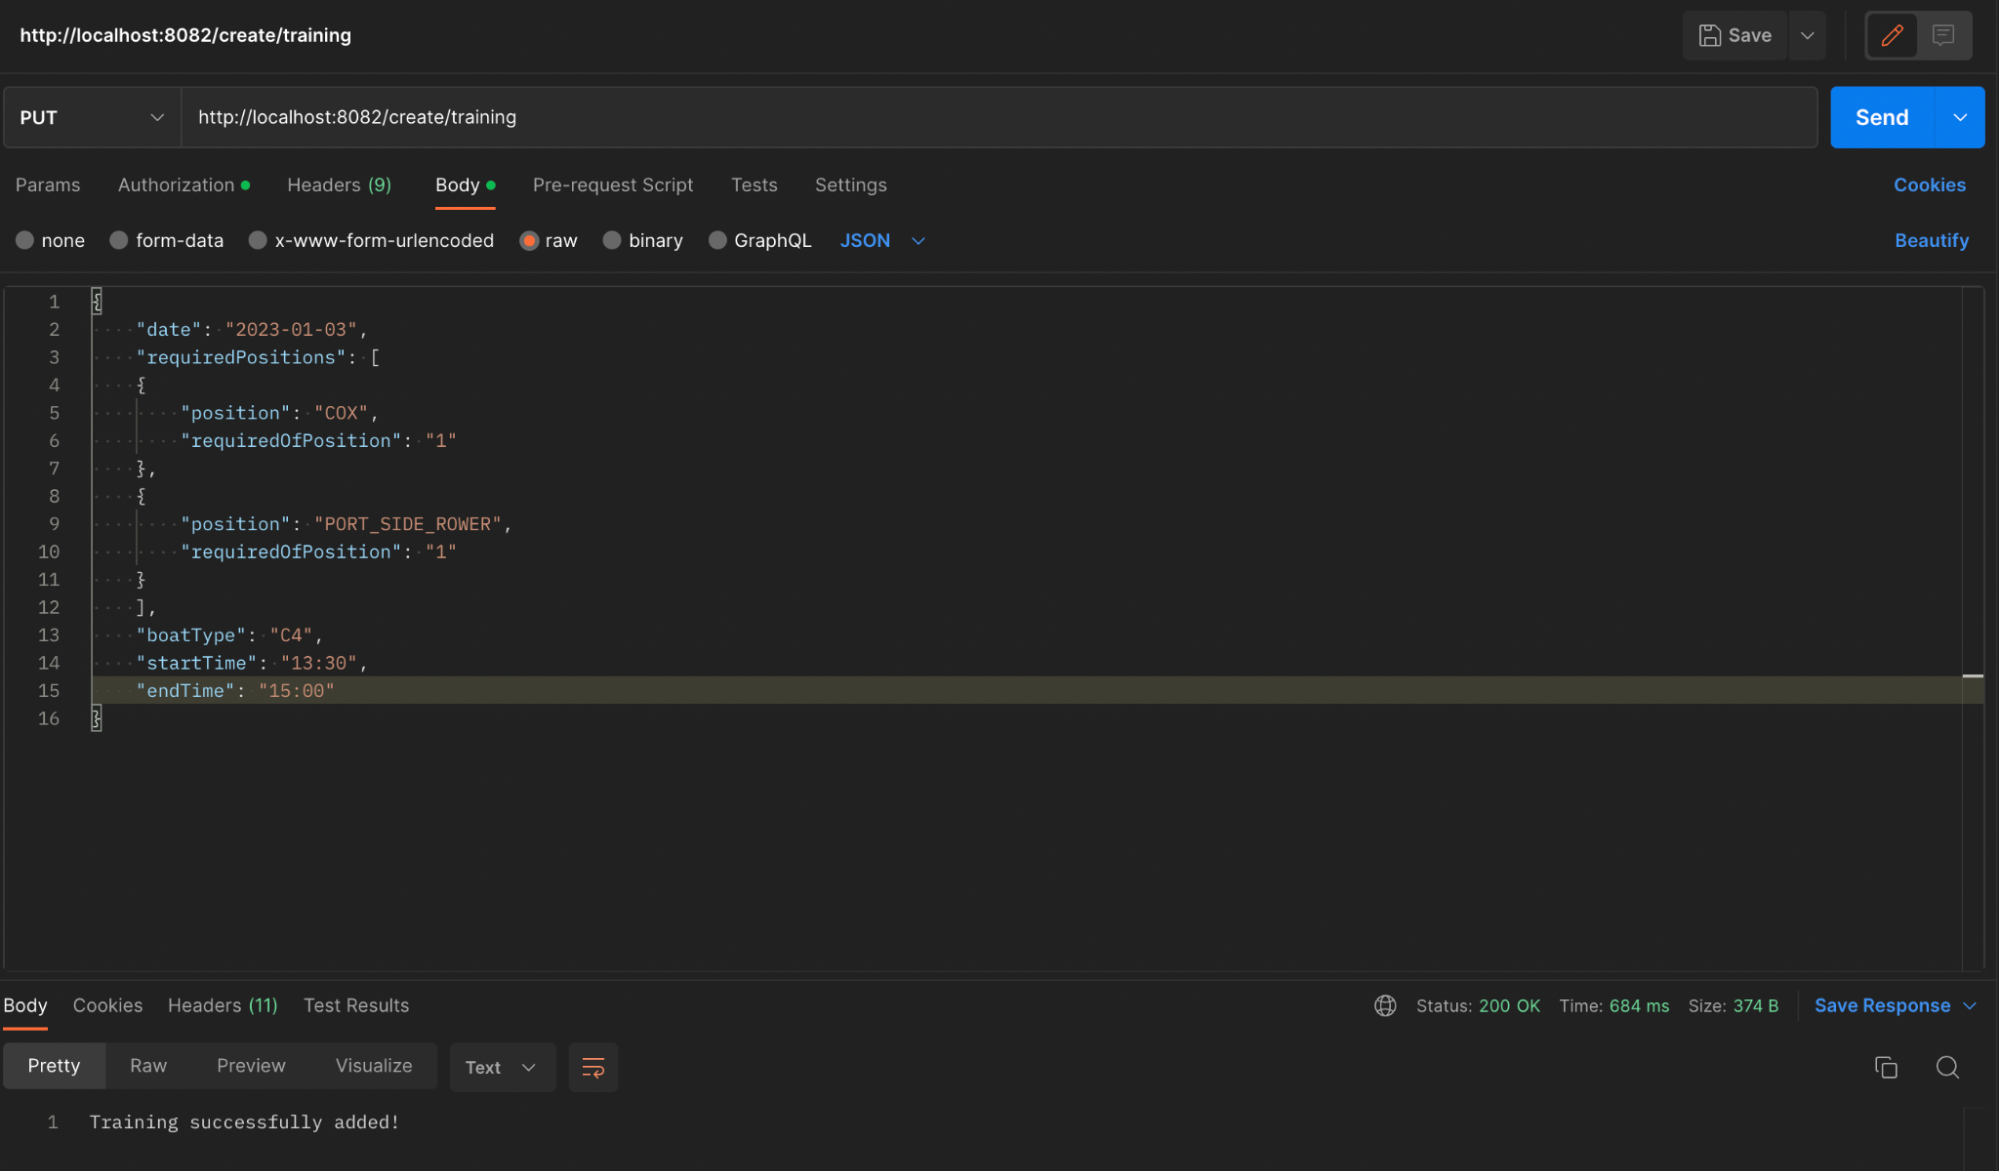 http://localhost:8082/create/training
Save
PUT http://localhost:8082/create/training Send
Params Authorization Headers (9) Body Pre-request Script Tests Settings Cookies
none form-data x-www-form-urlencoded raw binary GraphQL JSON Beautify
1 {
2 "date": "2023-01-03",
3 "requiredPositions": [
4 {
5 "position": "COX",
6 "requiredOfPosition": "1"
7 },
8 {
9 "position": "PORT_SIDE_ROWER",
10 "requiredOfPosition": "1"
11 }
12 ],
13 "boatType": "C4",
14 "startTime": "13:30",
15 "endTime": "15:00"
16 }
Body Cookies Headers (11) Test Results Status: 200 OK Time: 684 ms Size: 374 B Save Response
Pretty Raw Preview Visualize Text
1 Training successfully added!